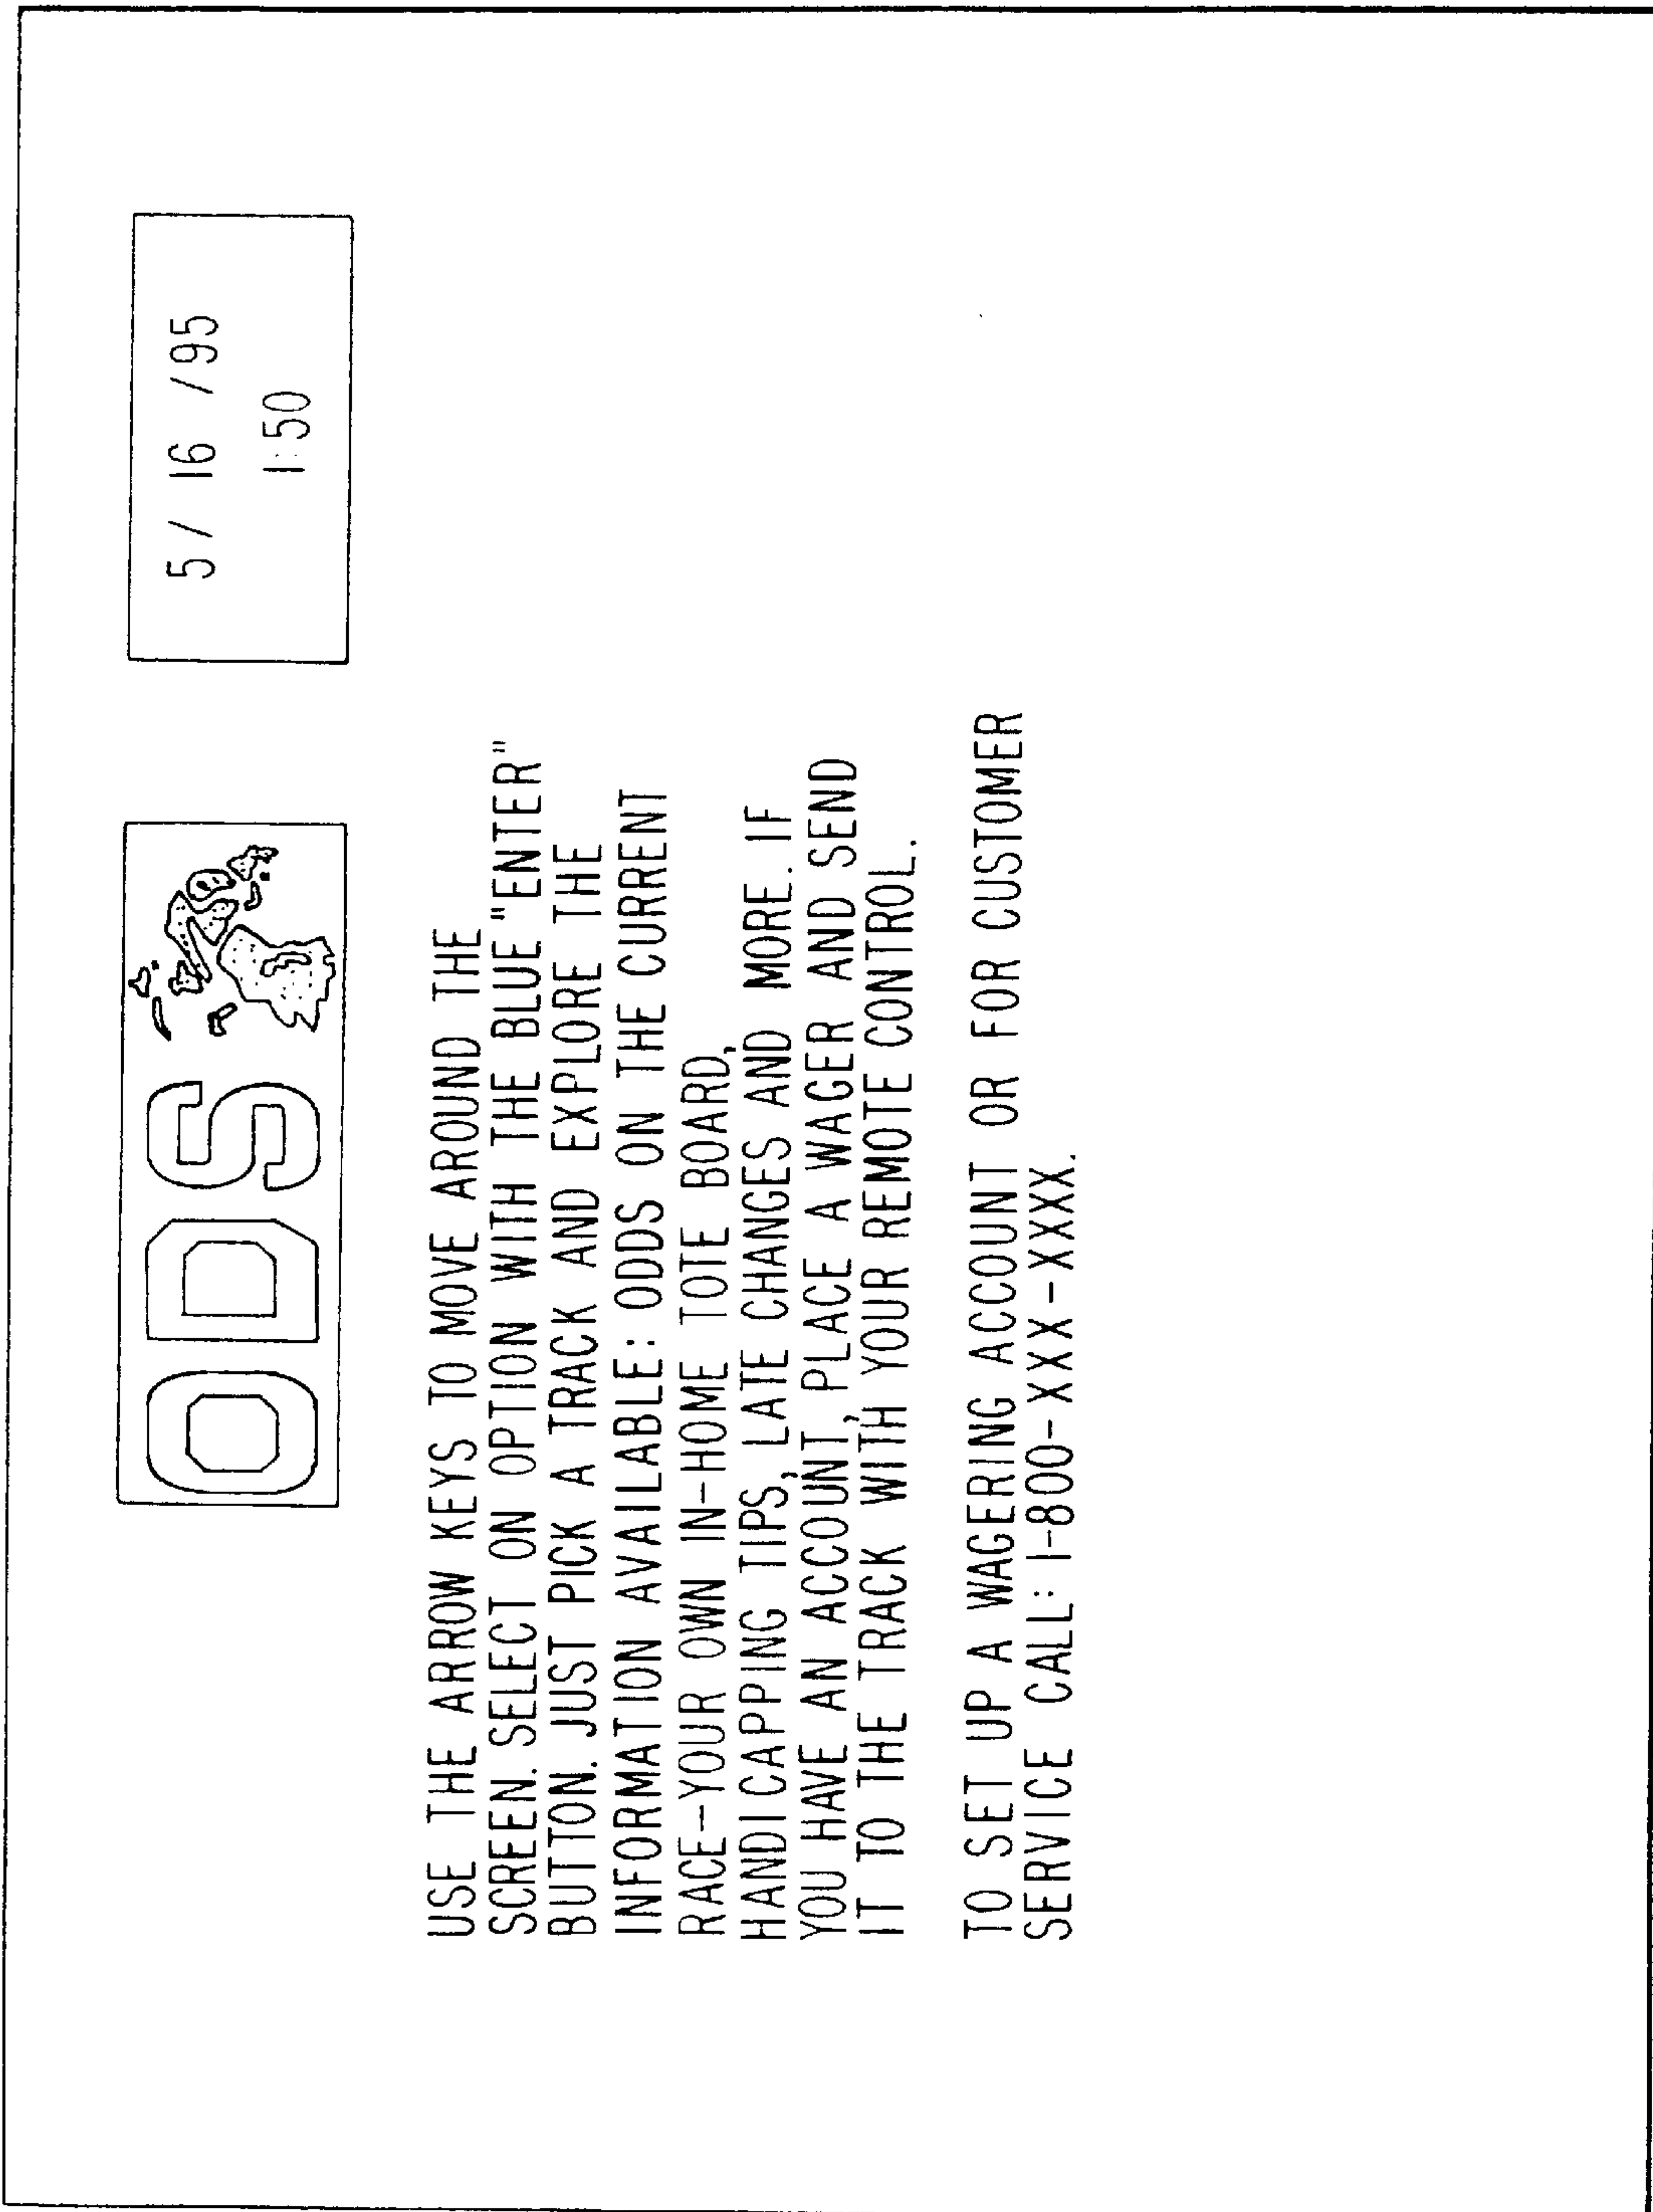 ODS
5/ 16 /95
1:50
USE THE ARROW KEYS TO MOVE AROUND THE
SCREEN. SELECT ON OPTION WITH THE BLUE "ENTER"
BUTTON. JUST PICK A TRACK AND EXPLORE THE
INFORMATION AVAILABLE: ODDS ON THE CURRENT
RACE-YOUR OWN IN-HOME TOTE BOARD,
HANDICAPPING TIPS, LATE CHANGES AND MORE. IF
YOU HAVE AN ACCOUNT, PLACE A WAGER AND SEND
IT TO THE TRACK WITH YOUR REMOTE CONTROL.
TO SET UP A WAGERING ACCOUNT OR FOR CUSTOMER
SERVICE CALL: 1-800-XXX-XXXX.